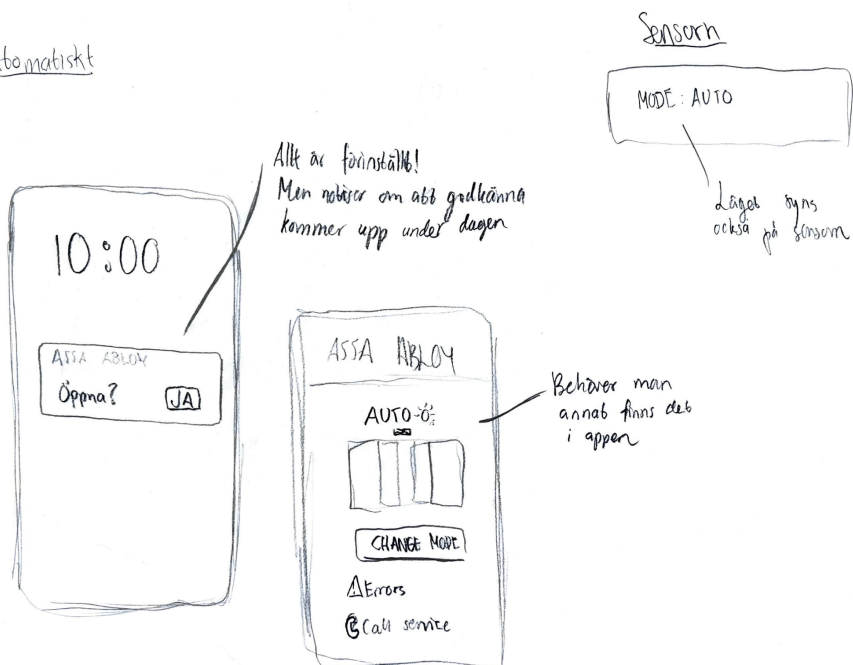 tomatiskt
Sensorn
MODE: AUTO
Läget syns
också på sensorn
Allt är förinställt!
Men notiser om att godkänna
kommer upp under dagen
10:00
ASSA ABLOY
Öppna?
JA
ASSA ABLOY
AUTO
CHANGE MODE
Errors
Call service
Behöver man
annat finns det
i appen